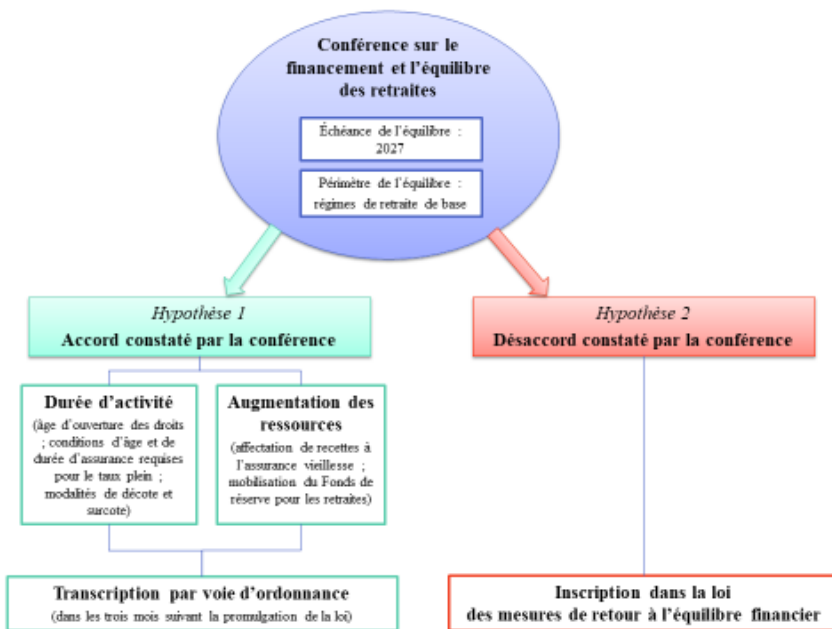 Conférence sur le
financement et l'équilibre
des retraites
Échéance de l'équilibre :
2027
Périmètre de l'équilibre :
régimes de retraite de base
Hypothèse 1
Accord constaté par la conférence
Hypothèse 2
Désaccord constaté par la conférence
Durée d'activité
(âge d'ouverture des droits
; conditions d'âge et de
durée d'assurance requises
pour le taux plein ;
modalités de décote et
surcote)
Augmentation des
ressources
(affectation de recettes à
l'assurance vieillesse ;
mobilisation du Fonds de
réserve pour les retraites)
Transcription par voie d'ordonnance
(dans les trois mois suivant la promulgation de la loi)
Inscription dans la loi
des mesures de retour à l'équilibre financier